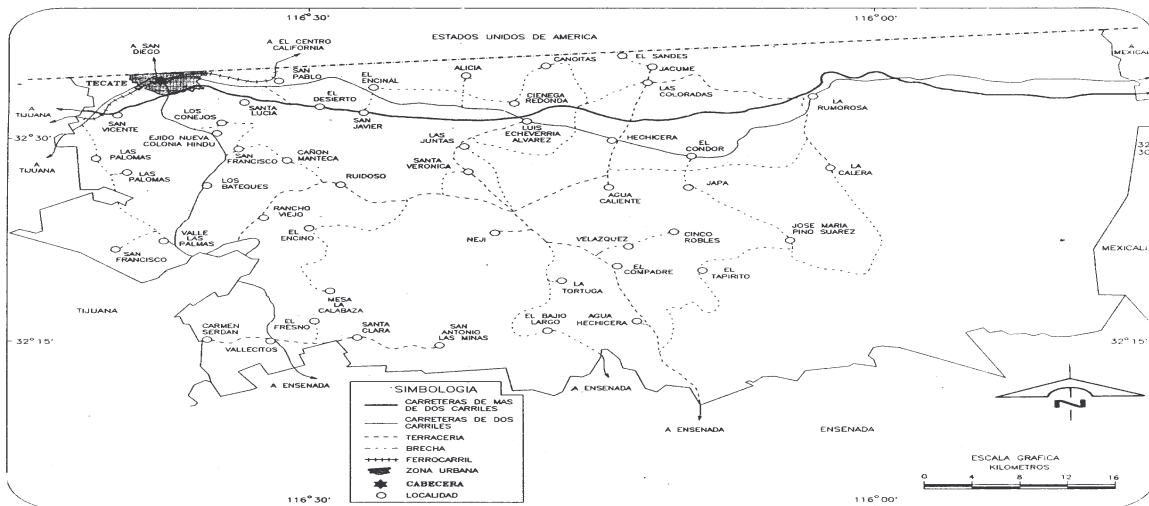 116°30'
116°00'
A SAN
DIEGO
A EL CENTRO
CALIFORNIA
ESTADOS UNIDOS DE AMERICA
A
MEXICALI
TECATE
SAN
PABLO
EL
ENCINAL
ALICIA
CANOITAS
EL SANDES
JACUME
LAS
COLORADAS
CIENEGA
REDONDA
LA
RUMOROSA
A
TIJUANA
SAN
VICENTE
LOS
CONEJOS
SANTA
LUCIA
EL
DESIERTO
SAN
JAVIER
32°30'
EJIDO NUEVA
COLONIA HINDU
LAS
JUNTAS
LUIS
ECHEVERRIA
ALVAREZ
HECHICERA
EL
CONDOR
32°
30'
A
TIJUANA
LAS
PALOMAS
SAN
FRANCISCO
CAÑON
MANTECA
SANTA
VERONICA
LA
CALERA
LAS
PALOMAS
LOS
BATEQUES
RUIDOSO
AGUA
CALIENTE
JAPA
RANCHO
VIEJO
EL
ENCINO
NEJI
VELAZQUEZ
CINCO
ROBLES
JOSE MARIA
PINO SUAREZ
MEXICALI
VALLE
LAS
PALMAS
SAN
FRANCISCO
EL
COMPADRE
EL
TAPIRITO
LA
TORTUGA
TIJUANA
MESA
LA
CALABAZA
CARMEN
SERDAN
EL
FRESNO
SANTA
CLARA
SAN
ANTONIO
LAS MINAS
EL BAJIO
LARGO
AGUA
HECHICERA
32°15'
32°15'
VALLECITOS
A ENSENADA
A ENSENADA
A ENSENADA
ENSENADA
N
SIMBOLOGIA
CARRETERAS DE MAS
DE DOS CARRILES
CARRETERAS DE DOS
CARRILES
TERRACERIA
BRECHA
FERROCARRIL
ZONA URBANA
CABECERA
LOCALIDAD
ESCALA GRAFICA
KILOMETROS
0 4 8 12 16
116°30'
116°00'